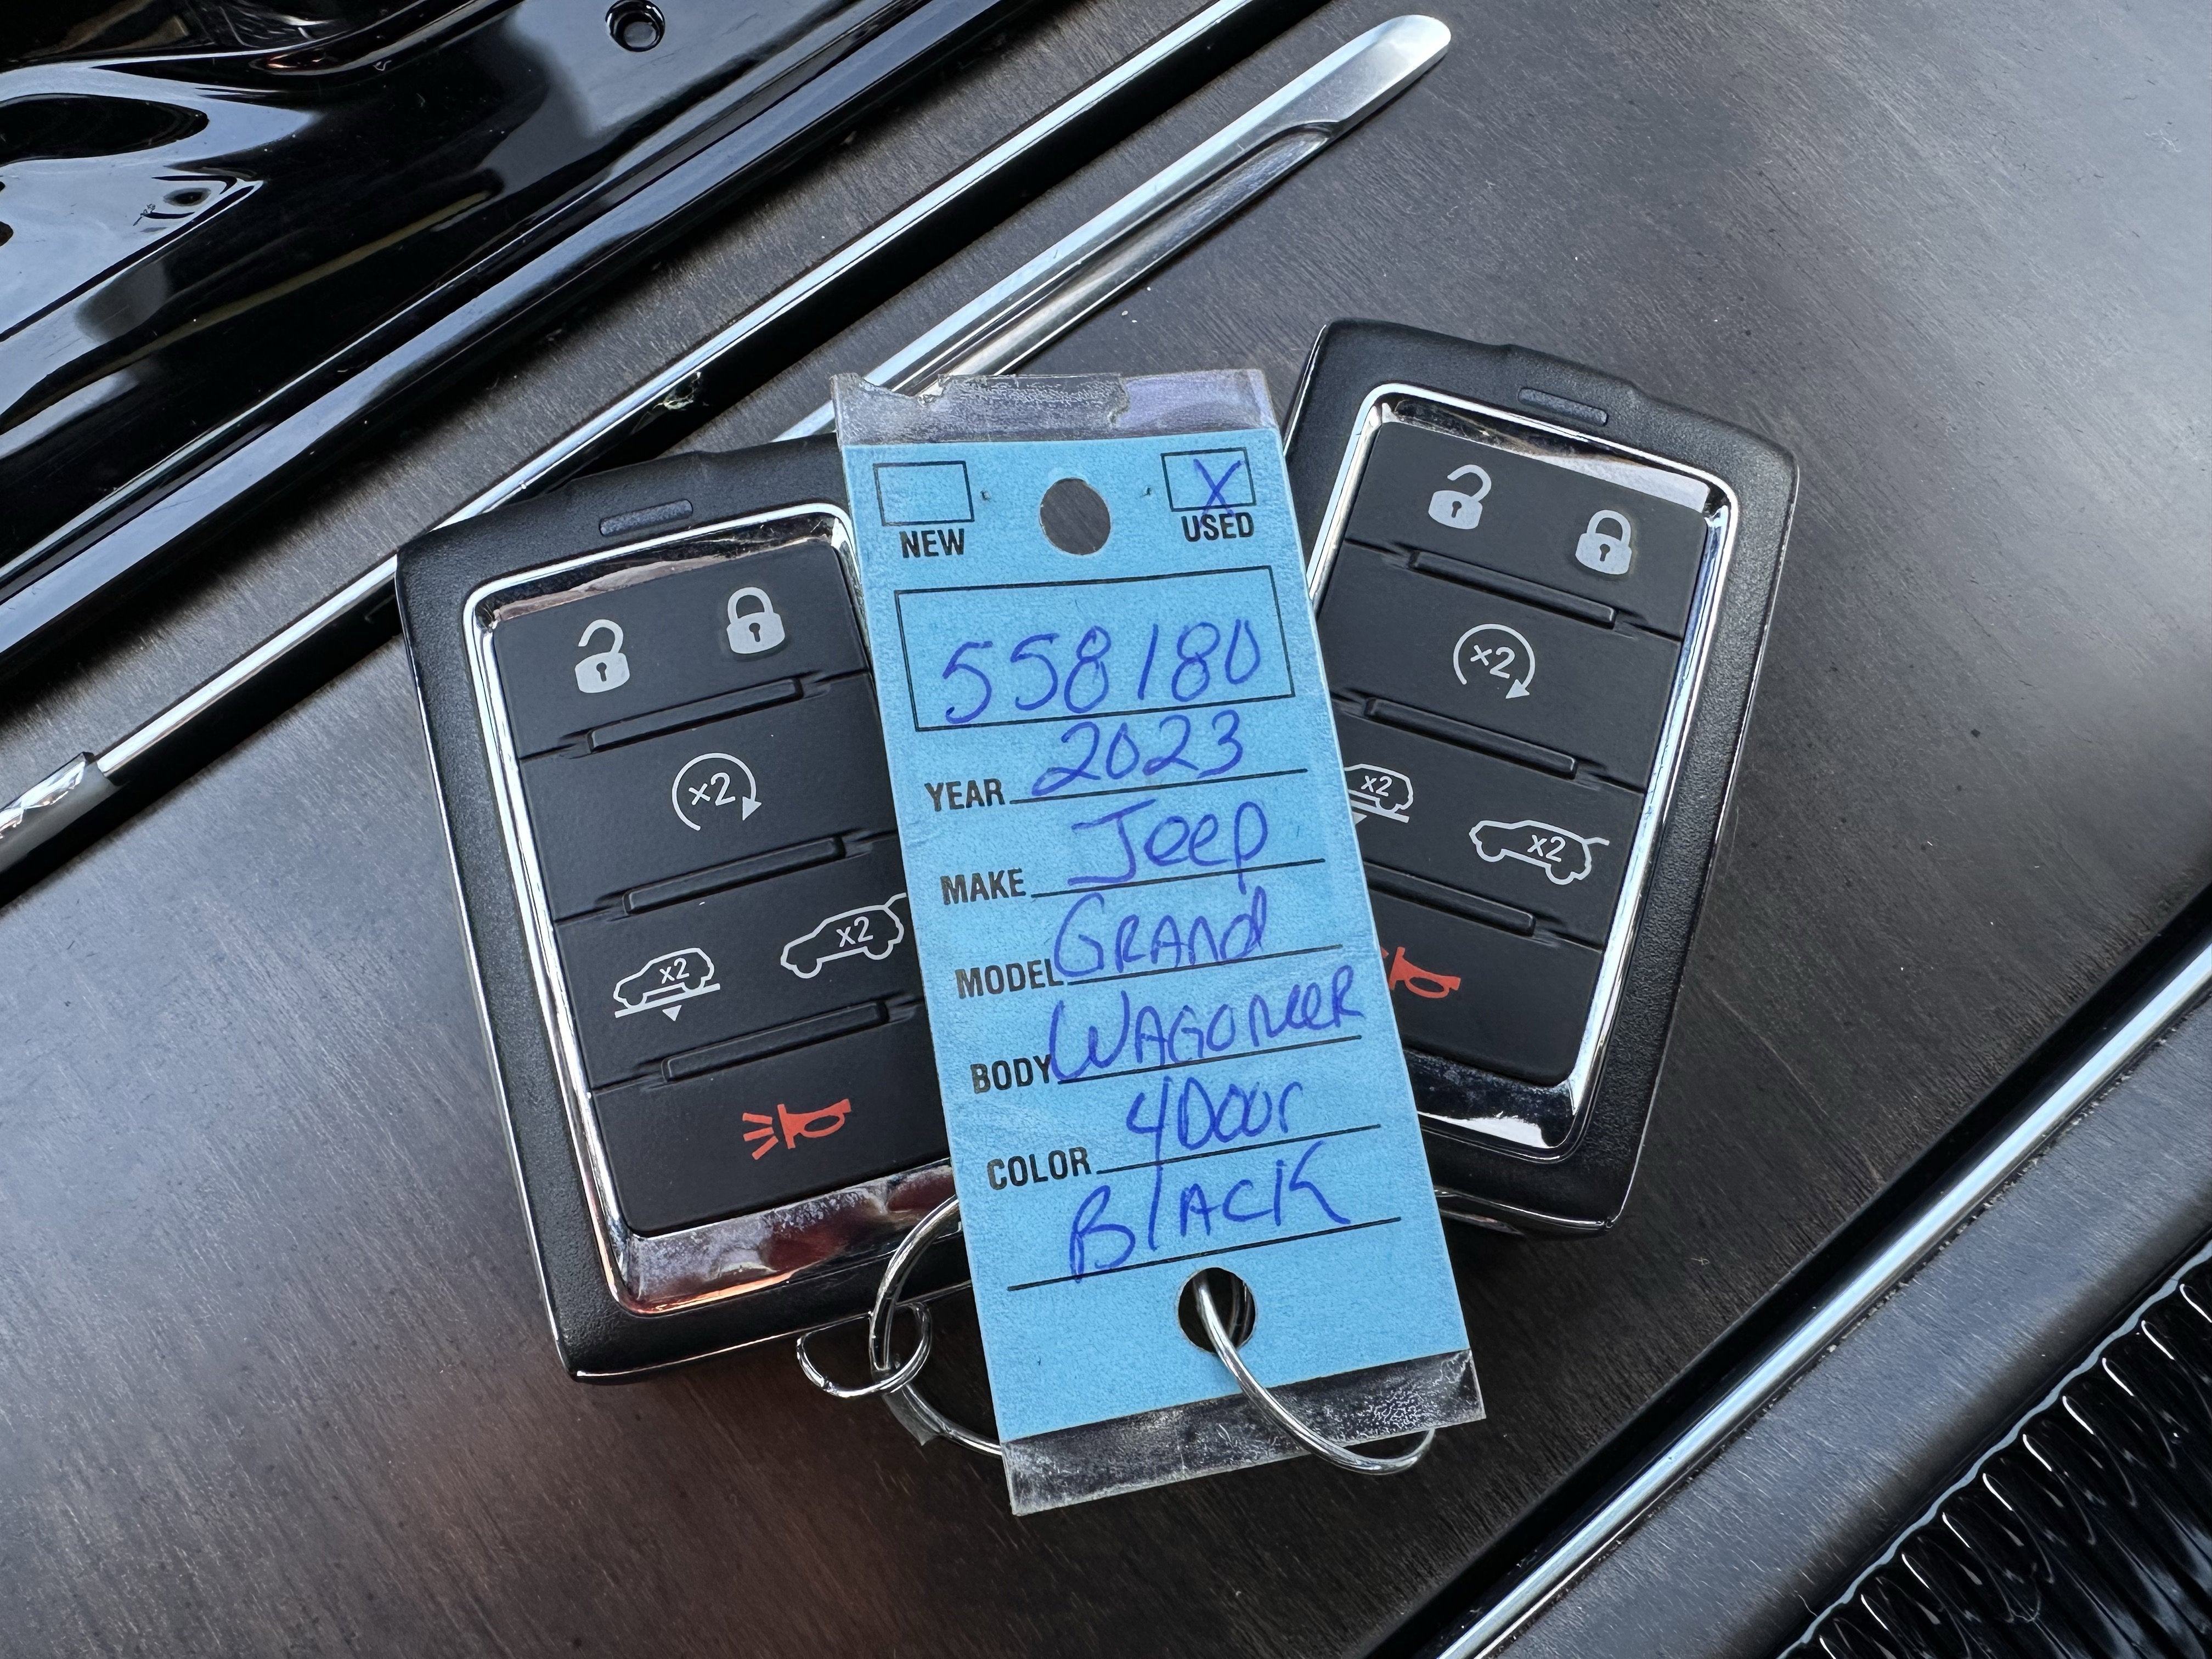 X
NEW USED
558180
YEAR 2023
MAKE Jeep
MODEL GRANd
BODY WAGONeeR
COLOR 4Door
BlACK
x2
x2 x2
x2
x2 x2